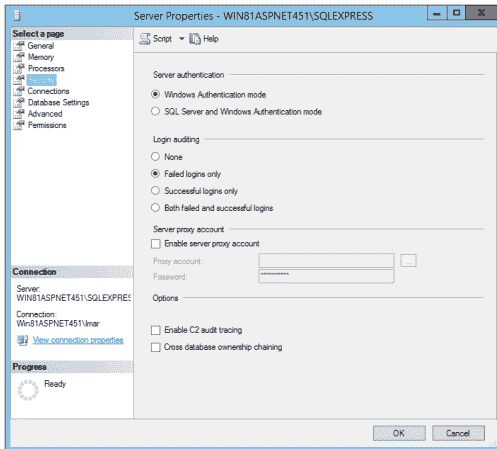 Server Properties - WIN81ASPNET451\SQLEXPRESS
Select a page
General
Memory
Processors
Security
Connections
Database Settings
Advanced
Permissions
Script
Help
Server authentication
Windows Authentication mode
SQL Server and Windows Authentication mode
Login auditing
None
Failed logins only
Successful logins only
Both failed and successful logins
Server proxy account
Enable server proxy account
Proxy account:
...
Password:
**********
Options
Enable C2 audit tracing
Cross database ownership chaining
Connection
Server:
WIN81ASPNET451\SQLEXPRES
Connection:
Win81ASPNET451\Imar
View connection properties
Progress
Ready
OK
Cancel